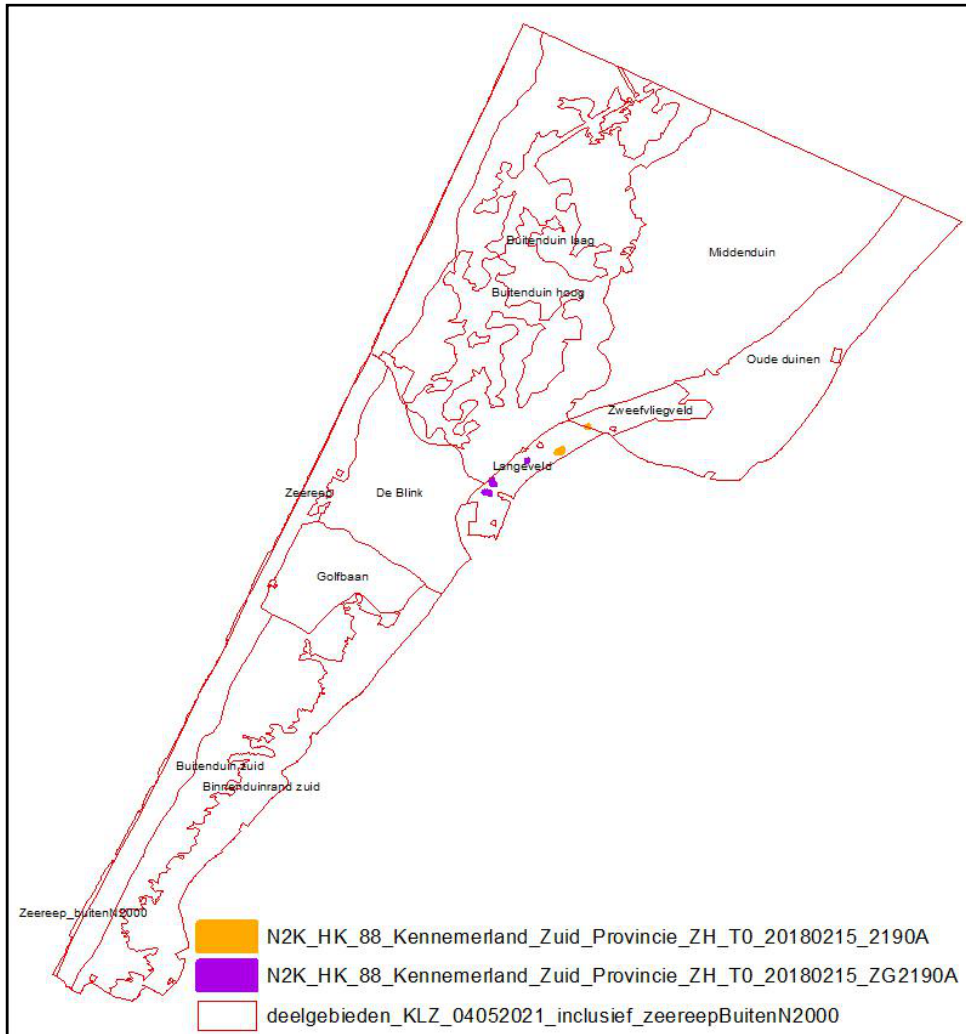 Buitenduin laag
Middenduin
Buitenduin hoog
Oude duinen
Zweefvliegveld
Langeveld
Zeereep
De Blink
Golfbaan
Buitenduin zuid
Binnenduinrand zuid
Zeereep_buitenN2000
N2K_HK_88_Kennemerland_Zuid_Provincie_ZH_T0_20180215_2190A
N2K_HK_88_Kennemerland_Zuid_Provincie_ZH_T0_20180215_ZG2190A
deelgebieden_KLZ_04052021_inclusief_zeereepBuitenN2000